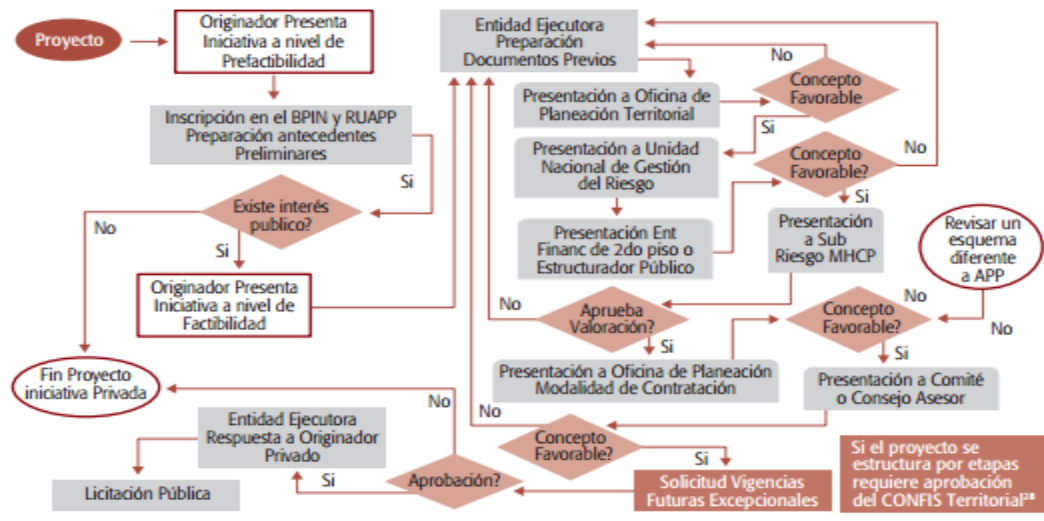 Proyecto
Originador Presenta
Iniciativa a nivel de
Prefactibilidad
Inscripción en el BPIN y RUAPP
Preparación antecedentes
Preliminares
Si
Existe interés
publico?
No
Si
Originador Presenta
Iniciativa a nivel de
Factibilidad
Fin Proyecto
iniciativa Privada
Entidad Ejecutora
Preparación
Documentos Previos
No
Concepto
Favorable
Presentación a Oficina de
Planeación Territorial
Si
Presentación a Unidad
Nacional de Gestión
del Riesgo
Concepto
Favorable?
No
Si
Presentación Ent
Financ de 2do piso o
Estructurador Público
Presentación
a Sub
Riesgo MHCP
Revisar un
esquema
diferente
a APP
No
Aprueba
Valoración?
Si
Concepto
Favorable?
No
No
Si
Presentación a Oficina de Planeación
Modalidad de Contratación
Presentación a Comité
o Consejo Asesor
No
Concepto
Favorable?
Si
Solicitud Vigencias
Futuras Excepcionales
Si el proyecto se
estructura por etapas
requiere aprobación
del CONFIS Territorial²⁸
No
Aprobación?
Si
Entidad Ejecutora
Respuesta a Originador
Privado
Licitación Pública